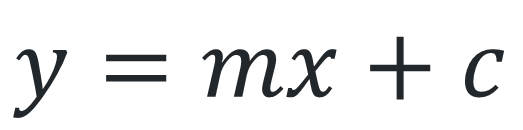 y = mx + c